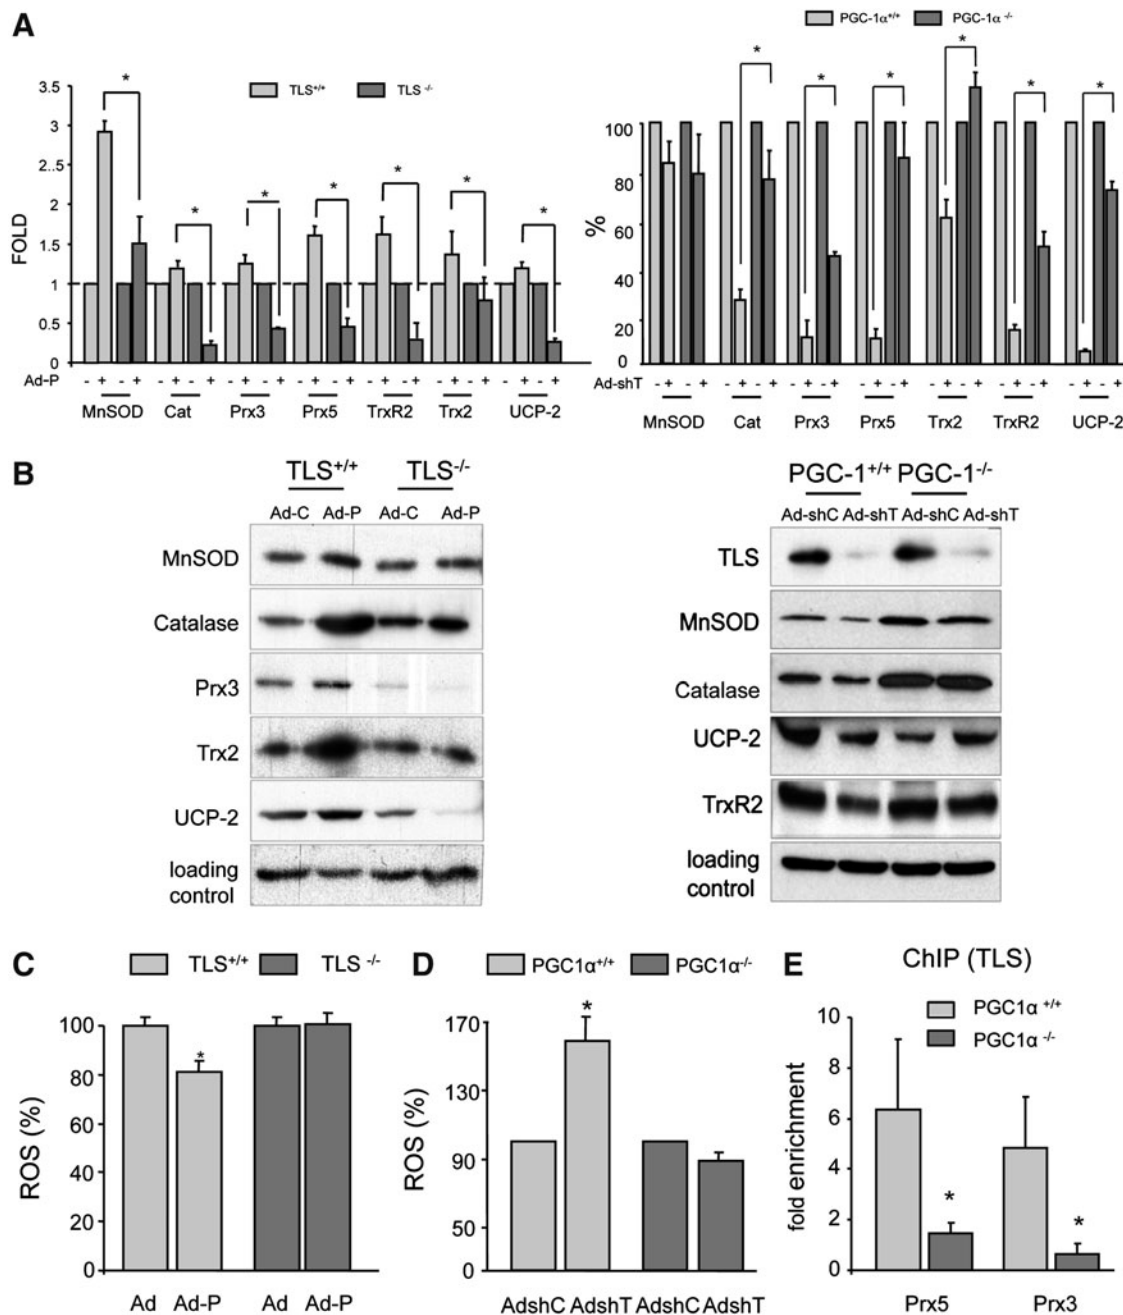 A
TLS+/+ TLS -/-
FOLD
3.5
3
2..5
2
1.5
1
0.5
0
* * * * * * *
Ad-P - + - + - + - + - + - + - + - + - + - + - + - + - + - +
MnSOD Cat Prx3 Prx5 TrxR2 Trx2 UCP-2
PGC-1α+/+ PGC-1α -/-
%
100
80
60
40
20
0
* * * * * *
Ad-shT - + - + - + - + - + - + - + - + - + - + - + - + - + - +
MnSOD Cat Prx3 Prx5 Trx2 TrxR2 UCP-2
B
TLS+/+ TLS-/-
Ad-C Ad-P Ad-C Ad-P
MnSOD
Catalase
Prx3
Trx2
UCP-2
loading
control
PGC-1+/+ PGC-1-/-
Ad-shC Ad-shT Ad-shC Ad-shT
TLS
MnSOD
Catalase
UCP-2
TrxR2
loading
control
C
TLS+/+ TLS -/-
ROS (%)
100
80
60
40
20
0
*
Ad Ad-P Ad Ad-P
D
PGC1α+/+ PGC1α-/-
ROS (%)
170
130
90
50
0
*
AdshC AdshT AdshC AdshT
E
ChIP (TLS)
PGC1α +/+
PGC1α -/-
fold enrichment
10
8
6
4
2
0
* *
Prx5 Prx3